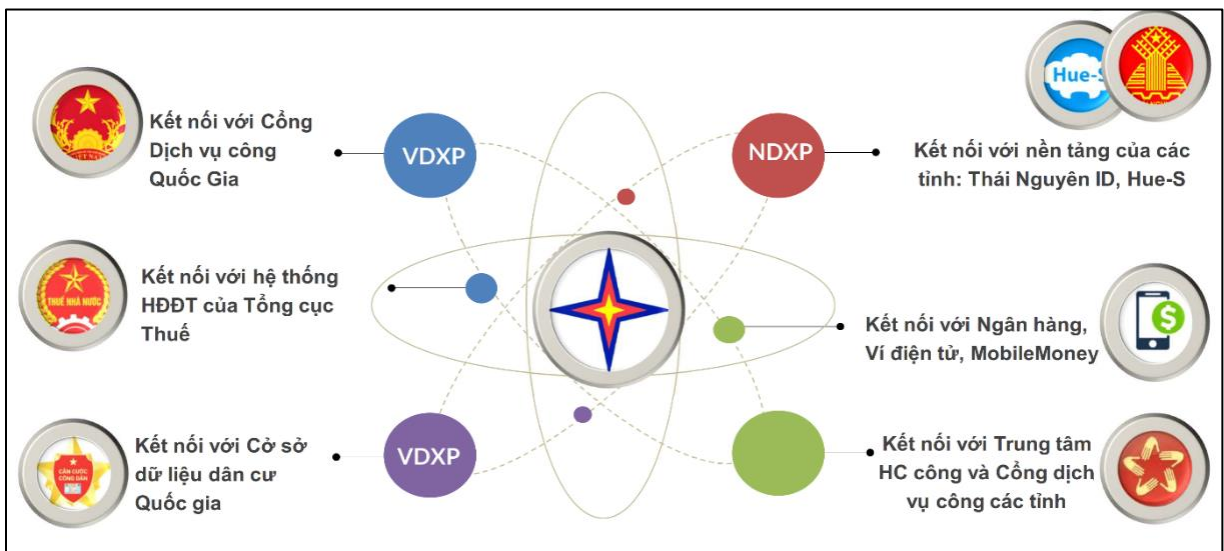 Kết nối với Cổng
Dịch vụ công
Quốc Gia
VDXP
NDXP
Hue-S
Kết nối với nền tảng của các
tỉnh: Thái Nguyên ID, Hue-S
THUẾ NHÀ NƯỚC
Kết nối với hệ thống
HĐĐT của Tổng cục
Thuế
Kết nối với Ngân hàng,
Ví điện tử, MobileMoney
$
CĂN CƯỚC
CÔNG DÂN
Kết nối với Cờ sở
dữ liệu dân cư
Quốc gia
VDXP
Kết nối với Trung tâm
HC công và Cổng dịch
vụ công các tỉnh